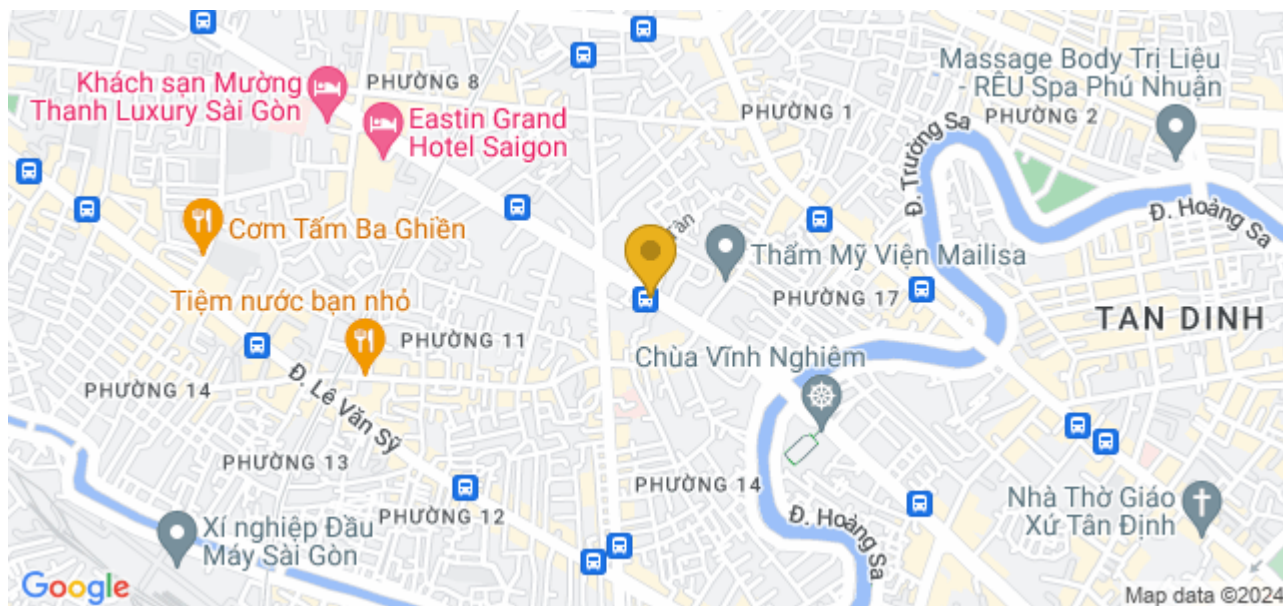 PHƯỜNG 8
Khách sạn Mường
Thanh Luxury Sài Gòn
Eastin Grand
Hotel Saigon
PHƯỜNG 1
Massage Body Trị Liệu
- RÊU Spa Phú Nhuận
PHƯỜNG 2
Đ. Trường Sa
Đ. Hoàng Sa
Cơm Tấm Ba Ghiền
Thẩm Mỹ Viện Mailisa
Tiệm nước bạn nhỏ
PHƯỜNG 17
TAN DINH
PHƯỜNG 11
Chùa Vĩnh Nghiêm
PHƯỜNG 14
Đ. Lê Văn Sỹ
PHƯỜNG 13
PHƯỜNG 14
PHƯỜNG 12
Đ. Hoàng Sa
Xí nghiệp Đầu
Máy Sài Gòn
Nhà Thờ Giáo
Xứ Tân Định
Google
Map data ©2024